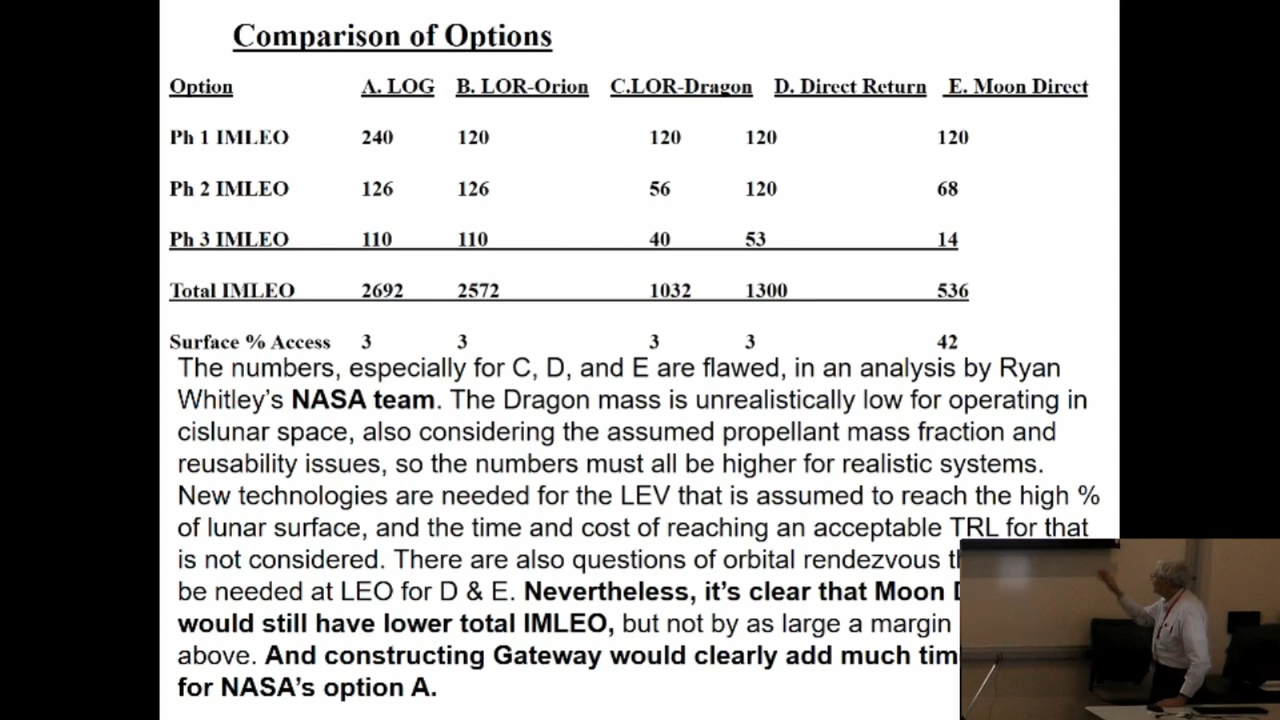 Comparison of Options
Option A. LOG B. LOR-Orion C.LOR-Dragon D. Direct Return E. Moon Direct
Ph 1 IMLEO 240 120 120 120 120
Ph 2 IMLEO 126 126 56 120 68
Ph 3 IMLEO 110 110 40 53 14
Total IMLEO 2692 2572 1032 1300 536
Surface % Access 3 3 3 3 42
The numbers, especially for C, D, and E are flawed, in an analysis by Ryan
Whitley's NASA team. The Dragon mass is unrealistically low for operating in
cislunar space, also considering the assumed propellant mass fraction and
reusability issues, so the numbers must all be higher for realistic systems.
New technologies are needed for the LEV that is assumed to reach the high %
of lunar surface, and the time and cost of reaching an acceptable TRL for that
is not considered. There are also questions of orbital rendezvous
be needed at LEO for D & E. Nevertheless, it's clear that Moon
would still have lower total IMLEO, but not by as large a margin
above. And constructing Gateway would clearly add much
for NASA's option A.